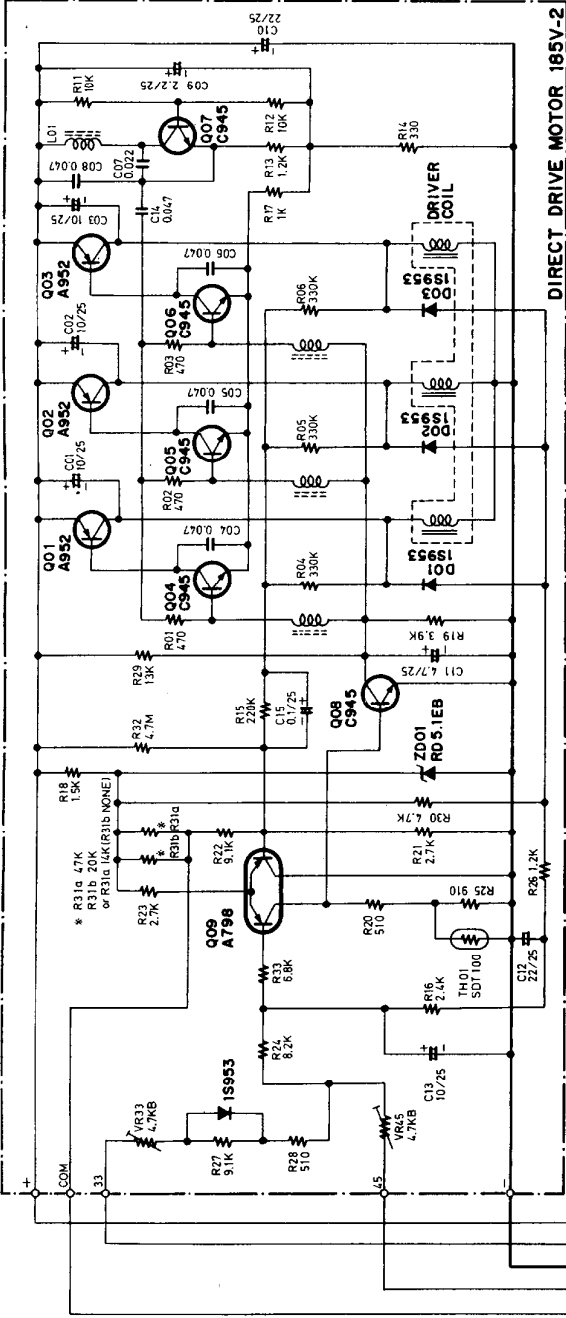 DIRECT DRIVE MOTOR 185V-2
C10
22/25
C09 2.2/25
R11
10K
L01
C08 0.047
C07
0.022
Q07
C945
R12
10K
R13
1.2K
R17
1K
R14
330
C03 10/25
C14
0.047
Q03
A952
C06 0.047
Q06
C945
R03
470
R06
330K
DRIVER
COIL
D03
1S953
C02
10/25
Q02
A952
C05 0.047
Q05
C945
R02
470
R05
330K
D02
1S953
C01
10/25
Q01
A952
C04 0.047
Q04
C945
R01
470
R04
330K
D01
1S953
R29
13K
R19 3.9K
C11 4.7/25
R32
4.7M
R15
220K
C15
0.1/25
Q08
C945
R18
1.5K
ZD01
RD5.1EB
R30 4.7K
* R31a 47K
R31b 20K
or R31a 14K(R31b NONE)
* R31a
* R31b
R22
9.1K
R21
2.7K
R23
2.7K
Q09
A798
R20
510
R25 910
R26 1.2K
TH01
SDT100
C12
22/25
R33
6.8K
R16
2.4K
R24
8.2K
C13
10/25
1S953
VR33
4.7KB
R27
9.1K
R28
510
VR45
4.7KB
+
COM
33
45
-